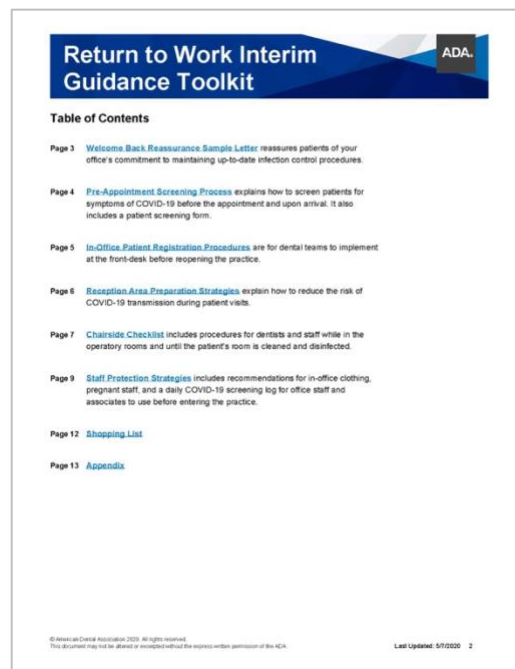 Return to Work Interim
Guidance Toolkit
ADA.
Table of Contents
Page 3 Welcome Back Reassurance Sample Letter reassures patients of your
office's commitment to maintaining up-to-date infection control procedures.
Page 4 Pre-Appointment Screening Process explains how to screen patients for
symptoms of COVID-19 before the appointment and upon arrival. It also
includes a patient screening form.
Page 5 In-Office Patient Registration Procedures are for dental teams to implement
at the front-desk before reopening the practice.
Page 6 Reception Area Preparation Strategies explain how to reduce the risk of
COVID-19 transmission during patient visits.
Page 7 Chairside Checklist includes procedures for dentists and staff while in the
operatory rooms and until the patient's room is cleaned and disinfected.
Page 9 Staff Protection Strategies includes recommendations for in-office clothing,
pregnant staff, and a daily COVID-19 screening log for office staff and
associates to use before entering the practice.
Page 12 Shopping List
Page 13 Appendix
© American Dental Association 2020. All rights reserved.
This document may not be altered or excerpted without the express written permission of the ADA.
Last Updated: 5/7/2020 2